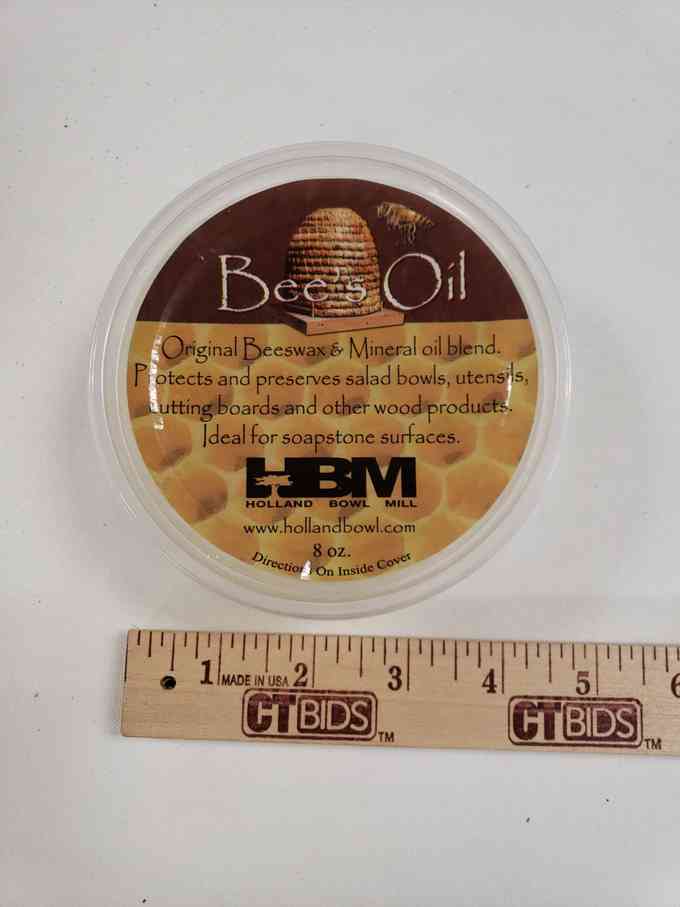 Bee's Oil
Original Beeswax & Mineral oil blend.
Protects and preserves salad bowls, utensils,
cutting boards and other wood products.
Ideal for soapstone surfaces.
HBM
HOLLAND BOWL MILL
www.hollandbowl.com
8 oz.
Directions On Inside Cover
1 MADE IN USA 2 3 4 5 6
CTBIDS TM CTBIDS TM